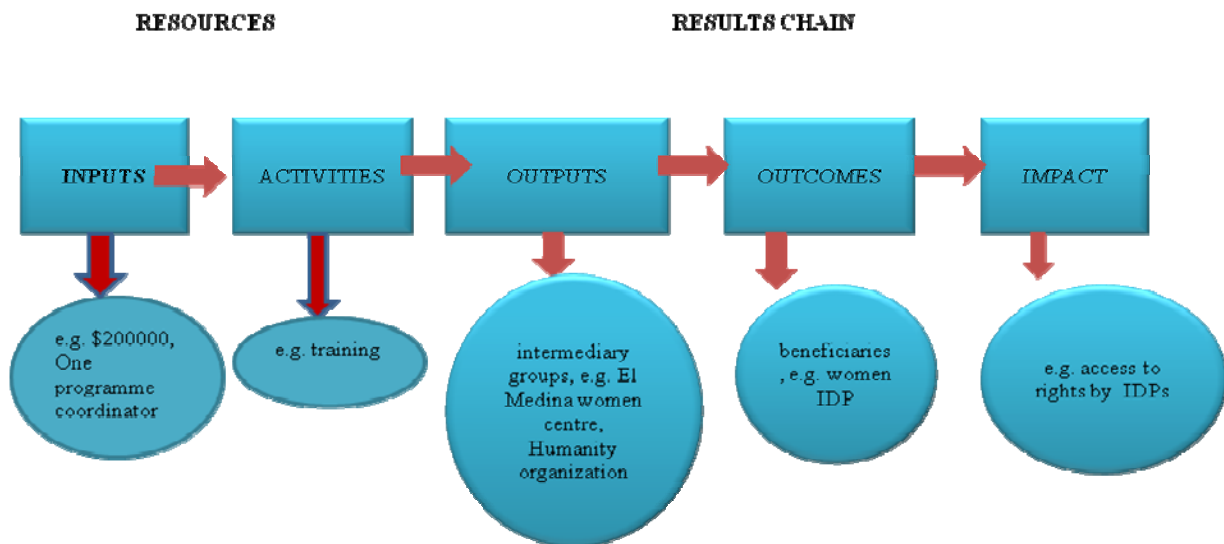 RESOURCES
RESULTS CHAIN
INPUTS
ACTIVITIES
OUTPUTS
OUTCOMES
IMPACT
e.g. $200000,
One
programme
coordinator
e.g. training
intermediary
groups, e.g. El
Medina women
centre,
Humanity
organization
beneficiaries
, e.g. women
IDP
e.g. access to
rights by IDPs